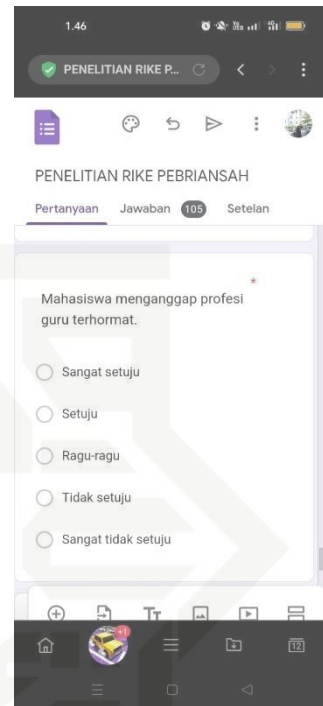 1.46
PENELITIAN RIKE P...
PENELITIAN RIKE PEBRIANSAH
Pertanyaan Jawaban 105 Setelan
*
Mahasiswa menganggap profesi
guru terhormat.
Sangat setuju
Setuju
Ragu-ragu
Tidak setuju
Sangat tidak setuju
Tт
+1
12